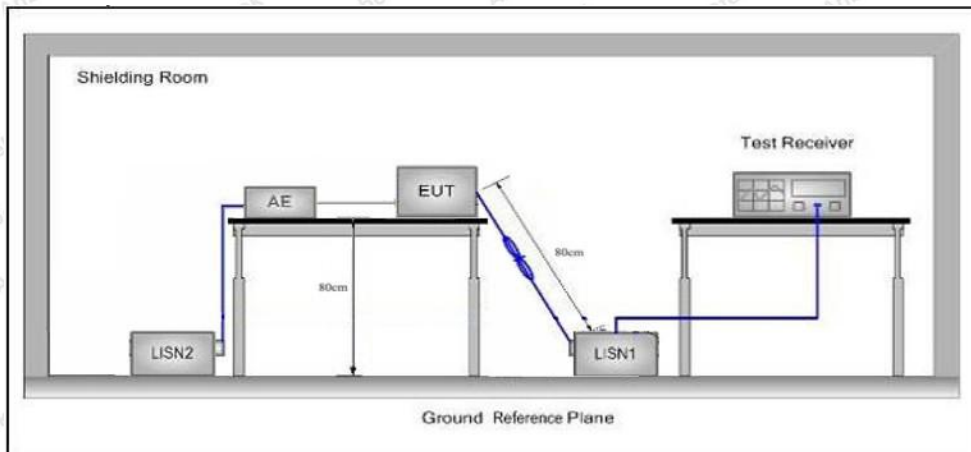 Shielding Room
Test Receiver
AE
EUT
80cm
80cm
LISN2
LISN1
Ground Reference Plane